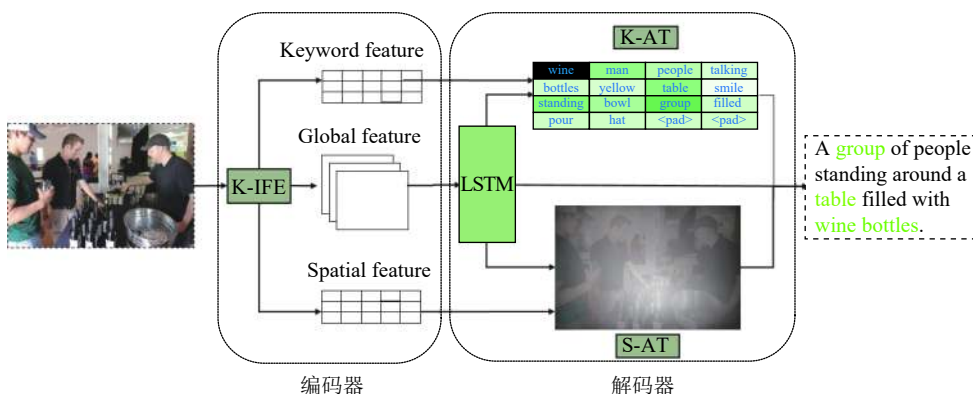 Keyword feature
K-AT
wine man people talking
bottles yellow table smile
standing bowl group filled
pour hat <pad> <pad>
Global feature
K-IFE
LSTM
A group of people
standing around a
table filled with
wine bottles.
Spatial feature
S-AT
编码器
解码器